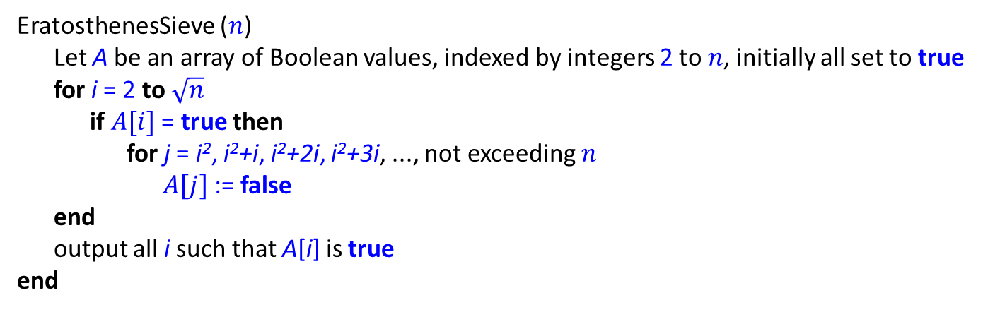 EratosthenesSieve (n)
Let A be an array of Boolean values, indexed by integers 2 to n, initially all set to true
for i = 2 to √n
if A[i] = true then
for j = i², i²+i, i²+2i, i²+3i, ..., not exceeding n
A[j] := false
end
output all i such that A[i] is true
end